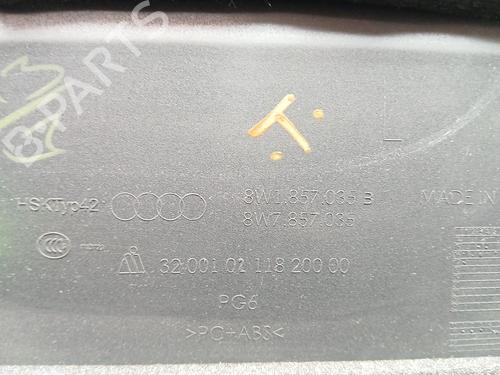 B-PARTS
T.
HSKTyp42 8W1.857.035 B MADE IN
8W7.857.035
CCC
32 001 02 118 200 00
PG6
>PC+ABS<